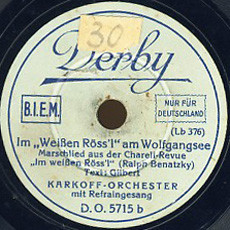 30
Derby
B.I.E.M.
NUR FÜR
DEUTSCHLAND
(Lb 376)
Im „Weißen Röss'l" am Wolfgangsee
Marschlied aus der Charell-Revue
„Im weißen Röss'l" (Ralph Benatzky)
Text: Gilbert
KARKOFF-ORCHESTER
mit Refraingesang
D.O. 5715 b